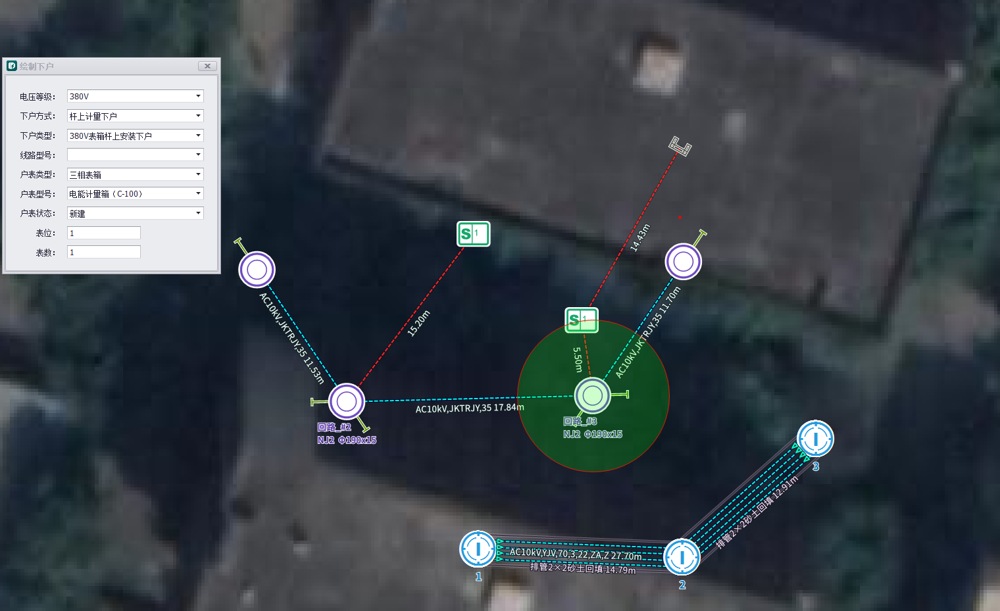 绘制下户
电压等级: 380V
下户方式: 杆上计量下户
下户类型: 380V表箱杆上安装下户
线路型号:
户表类型: 三相表箱
户表型号: 电能计量箱（C-100）
户表状态: 新建
表位: 1
表数: 1
S 1
14.43m
AC10kV,JKTRJY,35 11.53m
15.20m
S 1
5.50m
AC10kV,JKTRJY,35 11.70m
AC10kV,JKTRJY,35 17.84m
回路_#2
NJ2 Φ190x15
回路_#3
NJ2 Φ190x15
3
排管2×2砂土回填 12.91m
AC10kV,YJV,70,3,22,ZA,Z 27.70m
排管2×2砂土回填 14.79m
1
2